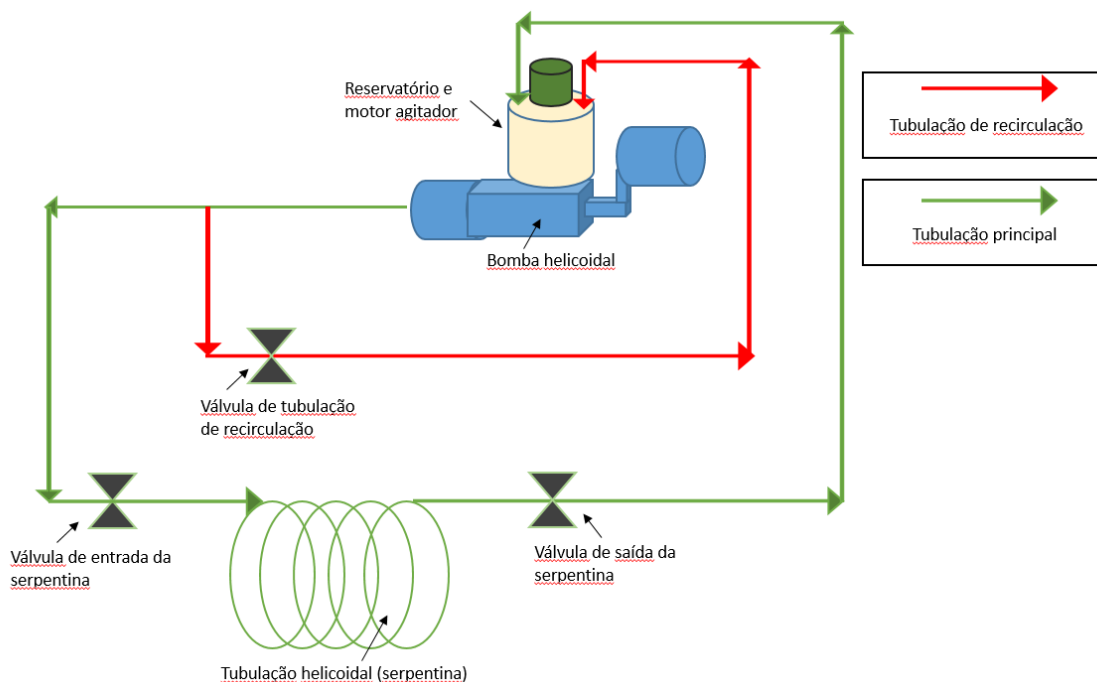 Reservatório e
motor agitador
Tubulação de recirculação
Tubulação principal
Bomba helicoidal
Válvula de tubulação
de recirculação
Válvula de entrada da
serpentina
Válvula de saída da
serpentina
Tubulação helicoidal (serpentina)